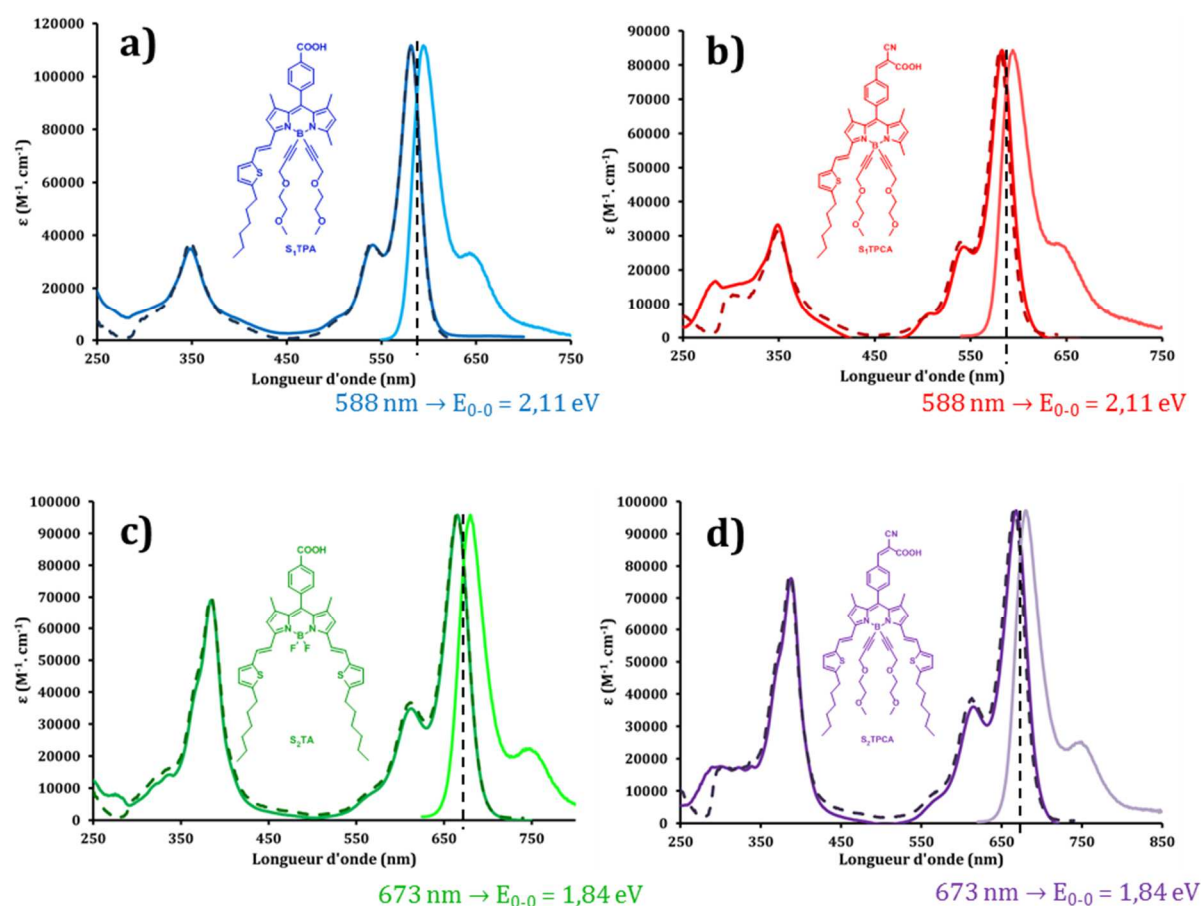 a)
120000
100000
80000
60000
40000
20000
0
ε (M⁻¹. cm⁻¹)
250 350 450 550 650 750
Longueur d'onde (nm)
COOH
N B N
S
O O
O O
S₁TPA
588 nm → E₀₋₀ = 2,11 eV
b)
90000
80000
70000
60000
50000
40000
30000
20000
10000
0
ε (M⁻¹. cm⁻¹)
250 350 450 550 650 750
Longueur d'onde (nm)
CN
COOH
N B N
S
O O
O O
S₁TPCA
588 nm → E₀₋₀ = 2,11 eV
c)
100000
90000
80000
70000
60000
50000
40000
30000
20000
10000
0
ε (M⁻¹. cm⁻¹)
250 350 450 550 650 750
Longueur d'onde (nm)
COOH
N B N
F F
S S
S₂TA
673 nm → E₀₋₀ = 1,84 eV
d)
100000
90000
80000
70000
60000
50000
40000
30000
20000
10000
0
ε (M⁻¹. cm⁻¹)
250 350 450 550 650 750 850
Longueur d'onde (nm)
CN
COOH
N B N
S S
O O
O O
S₂TPCA
673 nm → E₀₋₀ = 1,84 eV